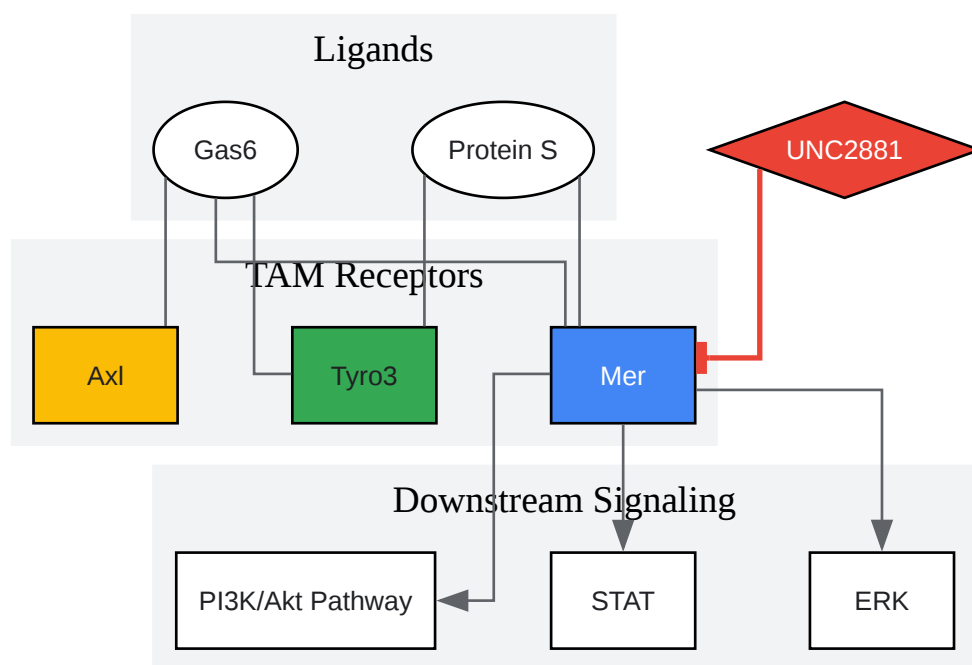 Ligands
Gas6
Protein S
UNC2881
TAM Receptors
Axl
Tyro3
Mer
Downstream Signaling
PI3K/Akt Pathway
STAT
ERK